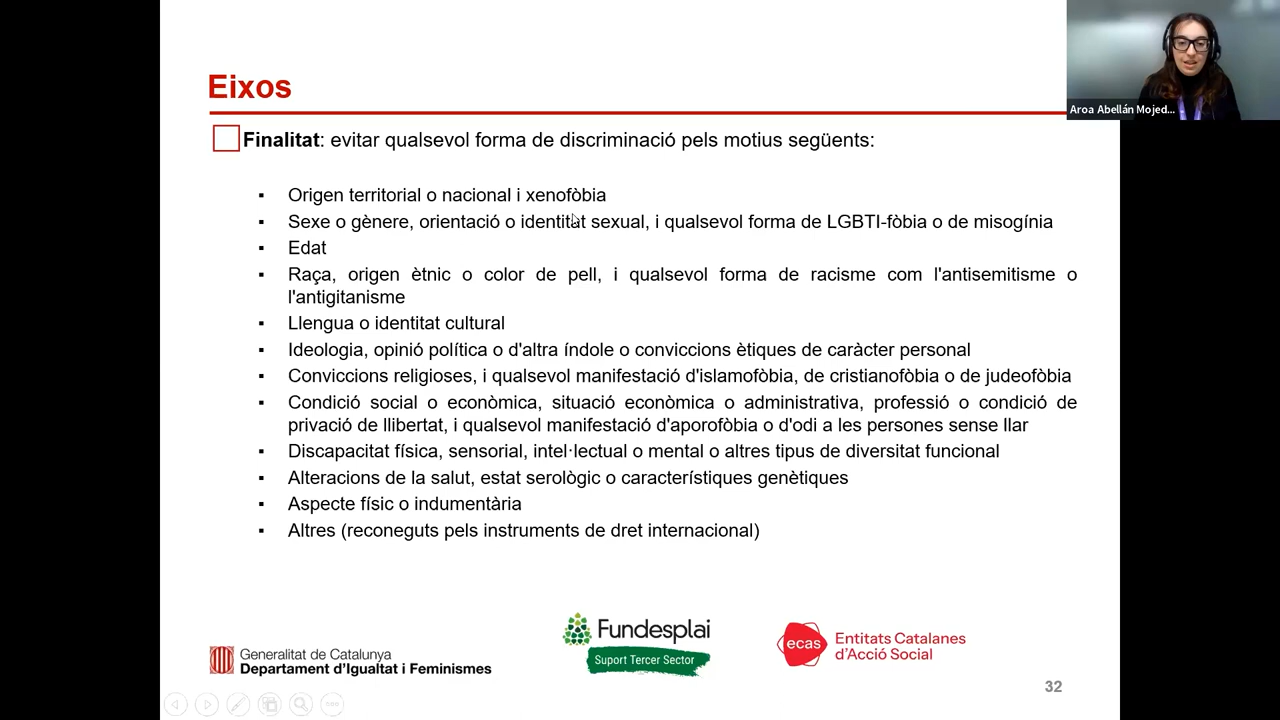 Eixos
Aroa Abellán Mojed...
Finalitat: evitar qualsevol forma de discriminació pels motius següents:
▪ Origen territorial o nacional i xenofòbia
▪ Sexe o gènere, orientació o identitat sexual, i qualsevol forma de LGBTI-fòbia o de misogínia
▪ Edat
▪ Raça, origen ètnic o color de pell, i qualsevol forma de racisme com l'antisemitisme o
l'antigitanisme
▪ Llengua o identitat cultural
▪ Ideologia, opinió política o d'altra índole o conviccions ètiques de caràcter personal
▪ Conviccions religioses, i qualsevol manifestació d'islamofòbia, de cristianofòbia o de judeofòbia
▪ Condició social o econòmica, situació econòmica o administrativa, professió o condició de
privació de llibertat, i qualsevol manifestació d'aporofòbia o d'odi a les persones sense llar
▪ Discapacitat física, sensorial, intel·lectual o mental o altres tipus de diversitat funcional
▪ Alteracions de la salut, estat serològic o característiques genètiques
▪ Aspecte físic o indumentària
▪ Altres (reconeguts pels instruments de dret internacional)
Generalitat de Catalunya
Departament d'Igualtat i Feminismes
Fundesplai
Suport Tercer Sector
ecas
Entitats Catalanes
d'Acció Social
32